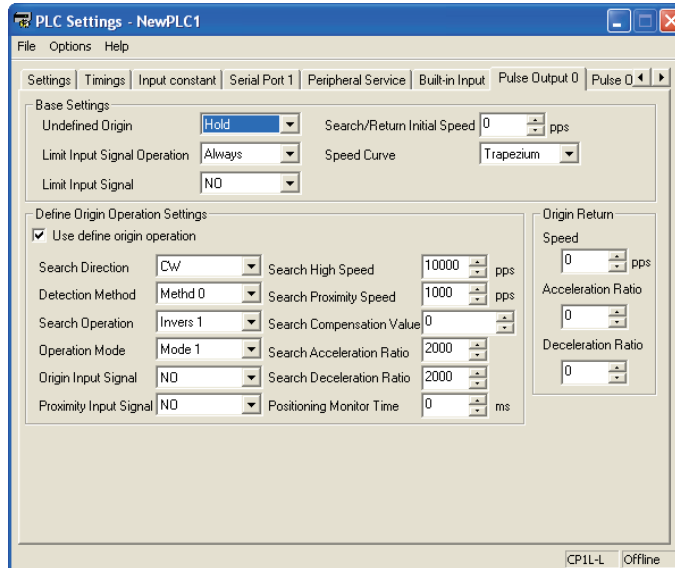 PLC Settings - NewPLC1
File Options Help
Settings Timings Input constant Serial Port 1 Peripheral Service Built-in Input Pulse Output 0 Pulse O
Base Settings
Undefined Origin Hold Search/Return Initial Speed 0 pps
Limit Input Signal Operation Always Speed Curve Trapezium
Limit Input Signal NO
Define Origin Operation Settings Origin Return
Use define origin operation Speed
Search Direction CW Search High Speed 10000 pps 0 pps
Detection Method Methd 0 Search Proximity Speed 1000 pps Acceleration Ratio
Search Operation Invers 1 Search Compensation Value 0 0
Operation Mode Mode 1 Search Acceleration Ratio 2000 Deceleration Ratio
Origin Input Signal NO Search Deceleration Ratio 2000 0
Proximity Input Signal NO Positioning Monitor Time 0 ms
CP1L-L Offline